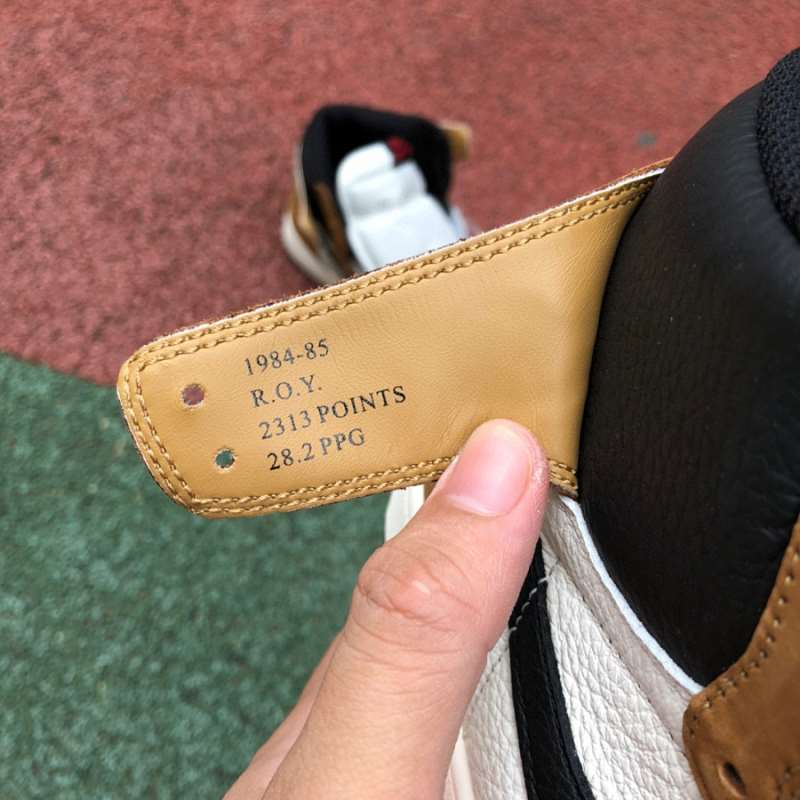 1984-85
R.O.Y.
2313 POINTS
28.2 PPG